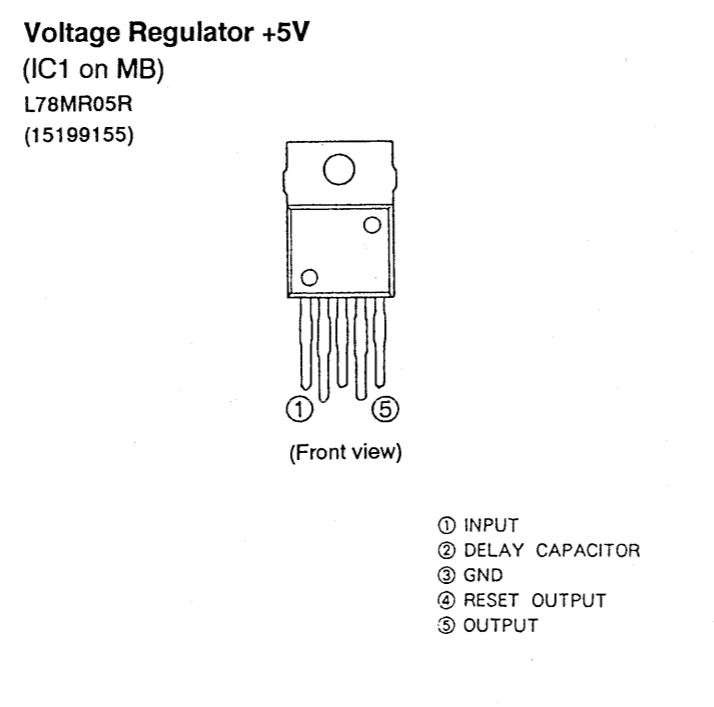 Voltage Regulator +5V
(IC1 on MB)
L78MR05R
(15199155)
① ⑤
(Front view)
① INPUT
② DELAY CAPACITOR
③ GND
④ RESET OUTPUT
⑤ OUTPUT